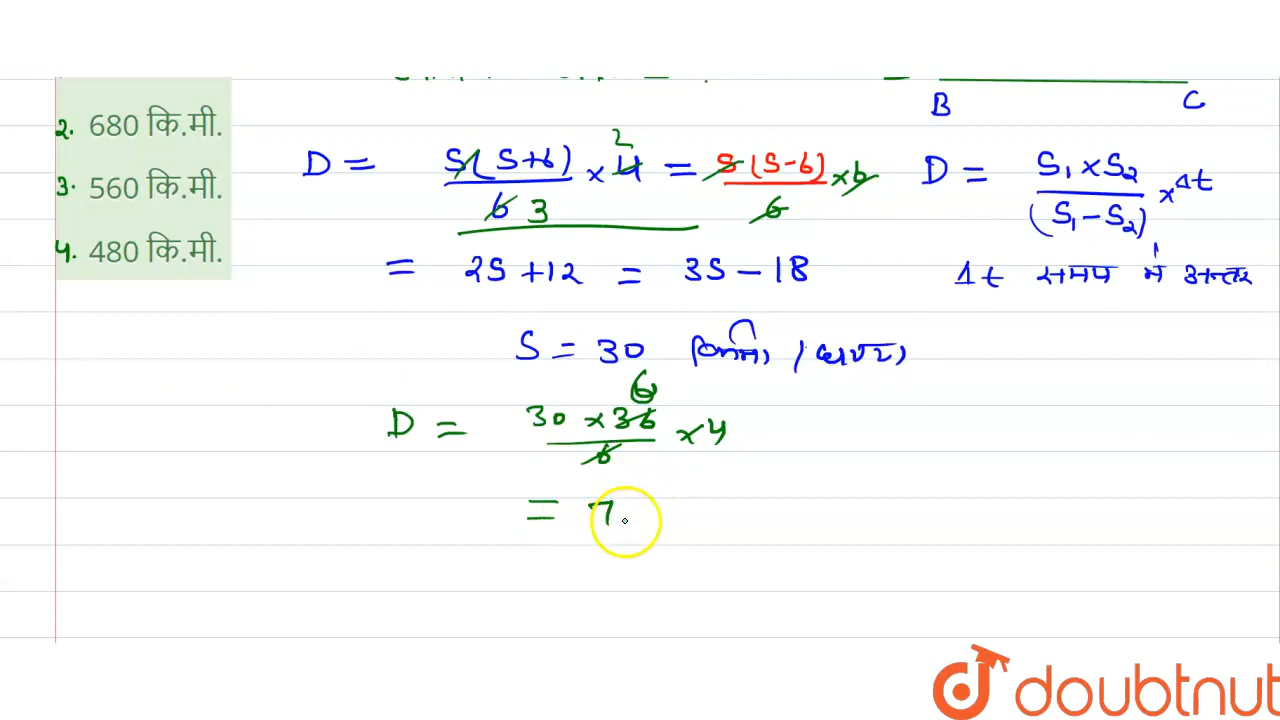 B C
2. 680 कि.मी.
D = S(S+6)/6 3 × 4 2 = S(S-6)/6 × 6
D = S₁ × S₂/(S₁ - S₂) × Δt
3. 560 कि.मी.
4. 480 कि.मी.
= 2S + 12 = 3S - 18
Δt समय में अन्तर
S = 30
D = 30 × 36 6/6 × 4
= 7
doubtnut